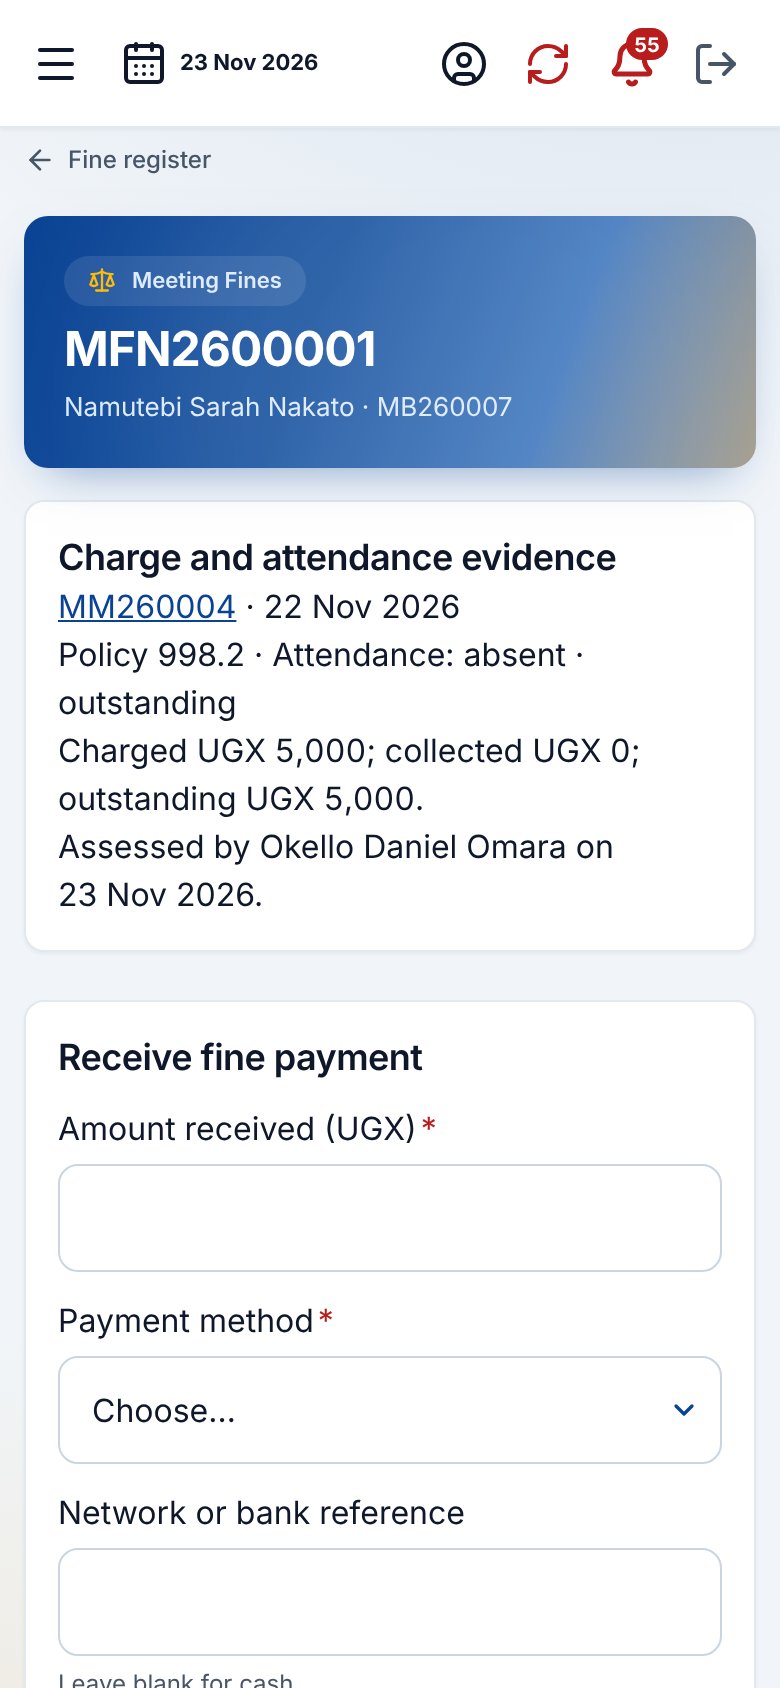 23 Nov 2026
55
Fine register
Meeting Fines
MFN2600001
Namutebi Sarah Nakato · MB260007
Charge and attendance evidence
MM260004 · 22 Nov 2026
Policy 998.2 · Attendance: absent ·
outstanding
Charged UGX 5,000; collected UGX 0;
outstanding UGX 5,000.
Assessed by Okello Daniel Omara on
23 Nov 2026.
Receive fine payment
Amount received (UGX) *
Payment method *
Choose...
Network or bank reference
Leave blank for cash